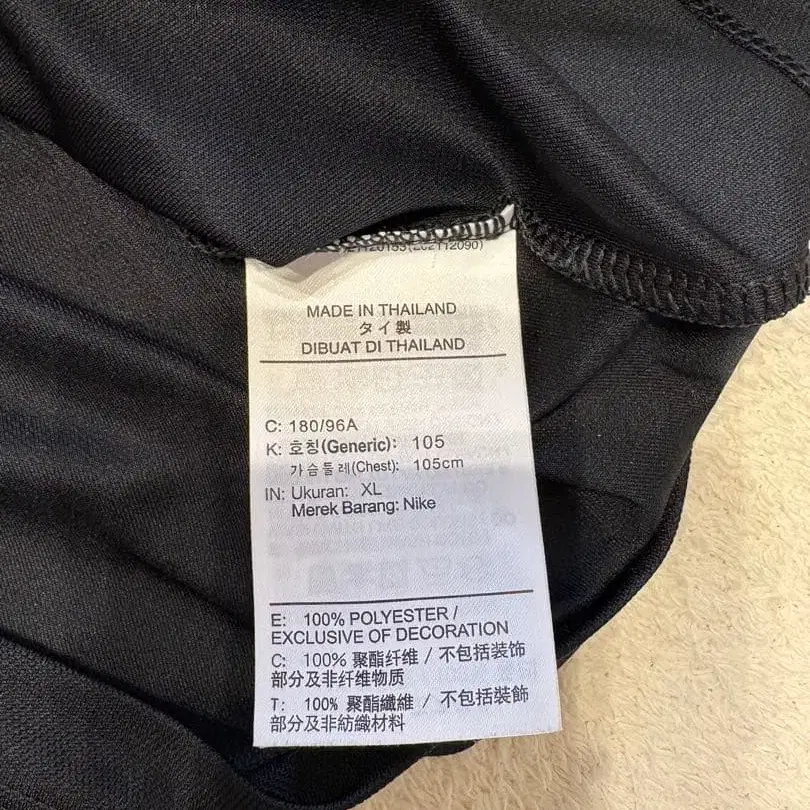 (202112090)
MADE IN THAILAND
タイ製
DIBUAT DI THAILAND
C: 180/96A
K: 호칭(Generic): 105
가슴둘레(Chest): 105cm
IN: Ukuran: XL
Merek Barang: Nike
E: 100% POLYESTER /
EXCLUSIVE OF DECORATION
C: 100% 聚酯纤维 / 不包括装饰
部分及非纤维物质
T: 100% 聚酯纖維 / 不包括裝飾
部分及非紡織材料